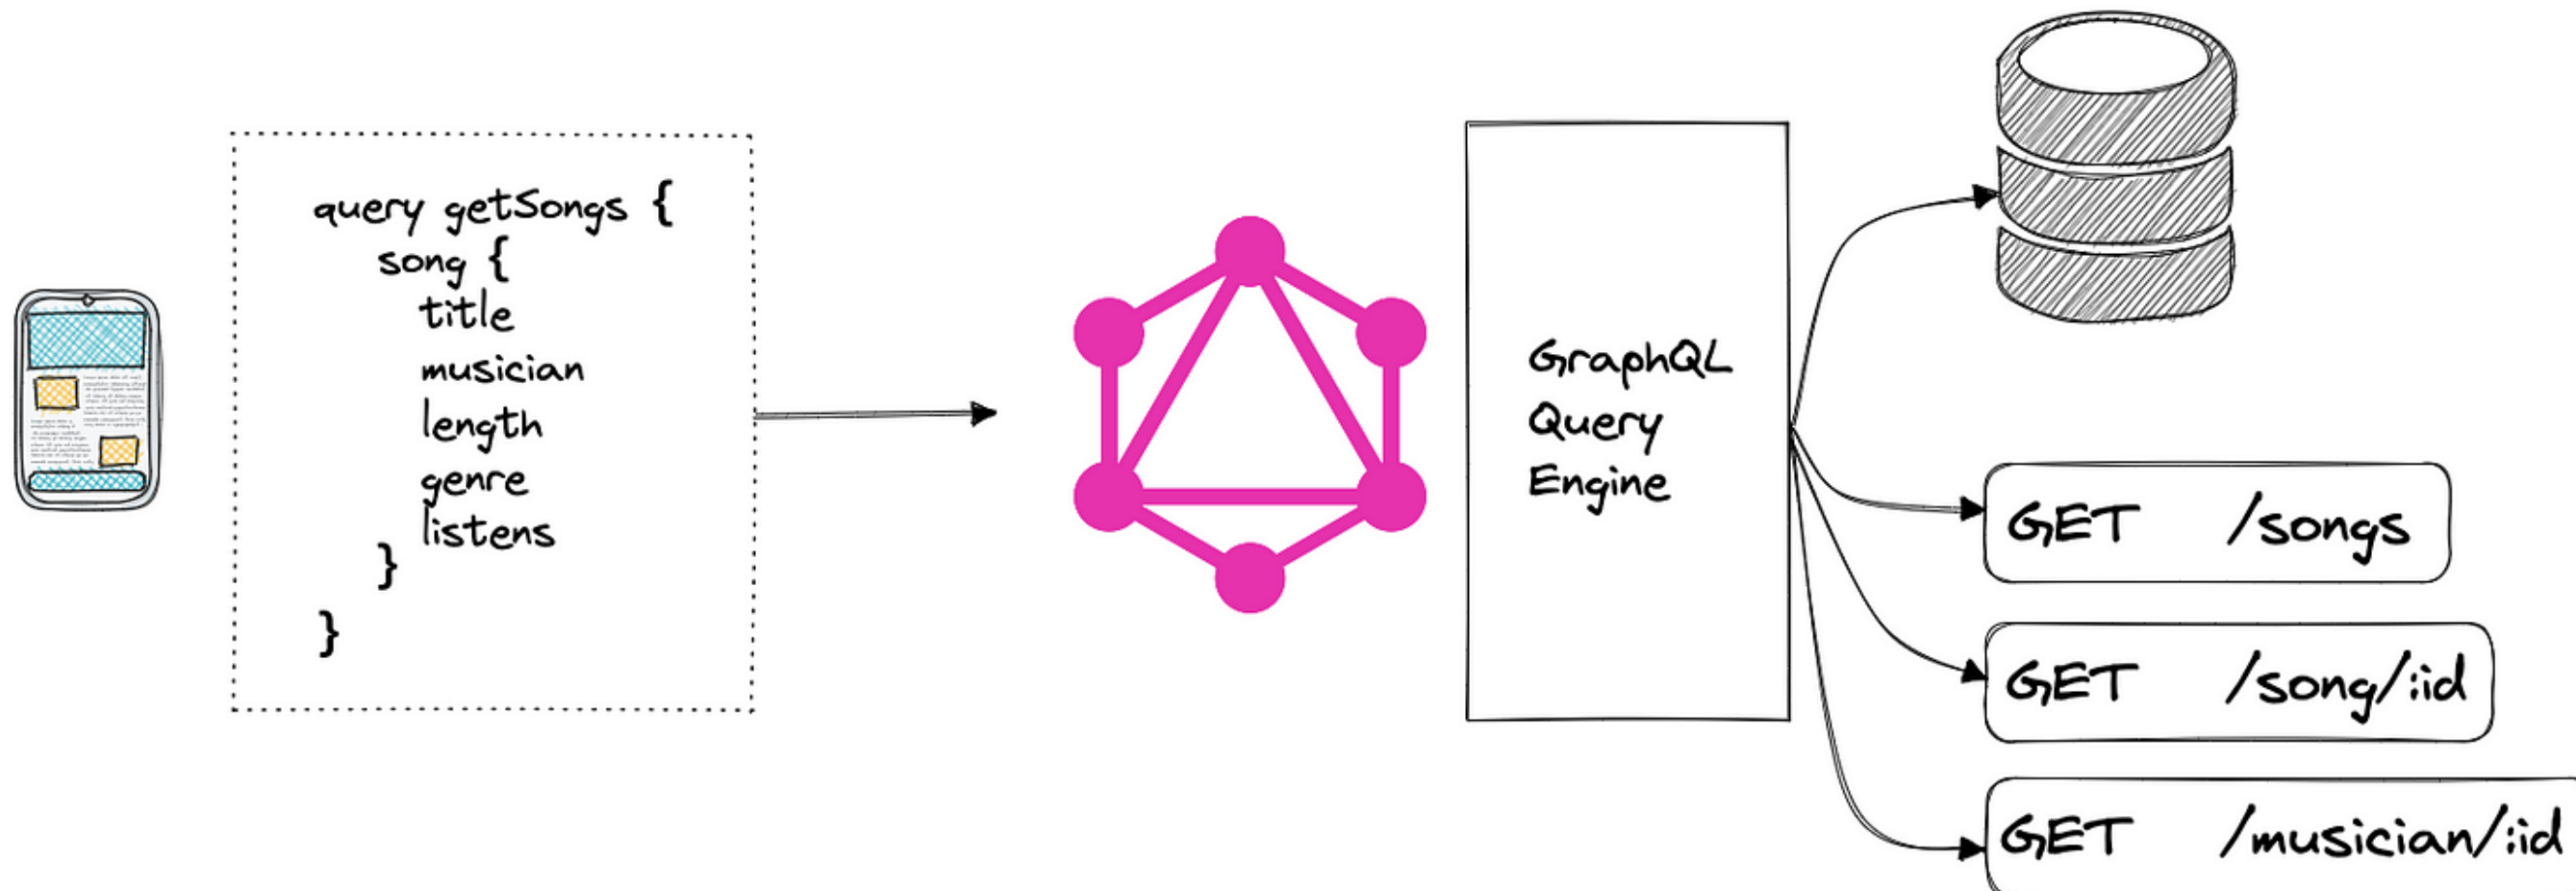 query getSongs {
song {
title
musician
length
genre
listens
}
}
GraphQL
Query
Engine
GET /songs
GET /song/:id
GET /musician/:id